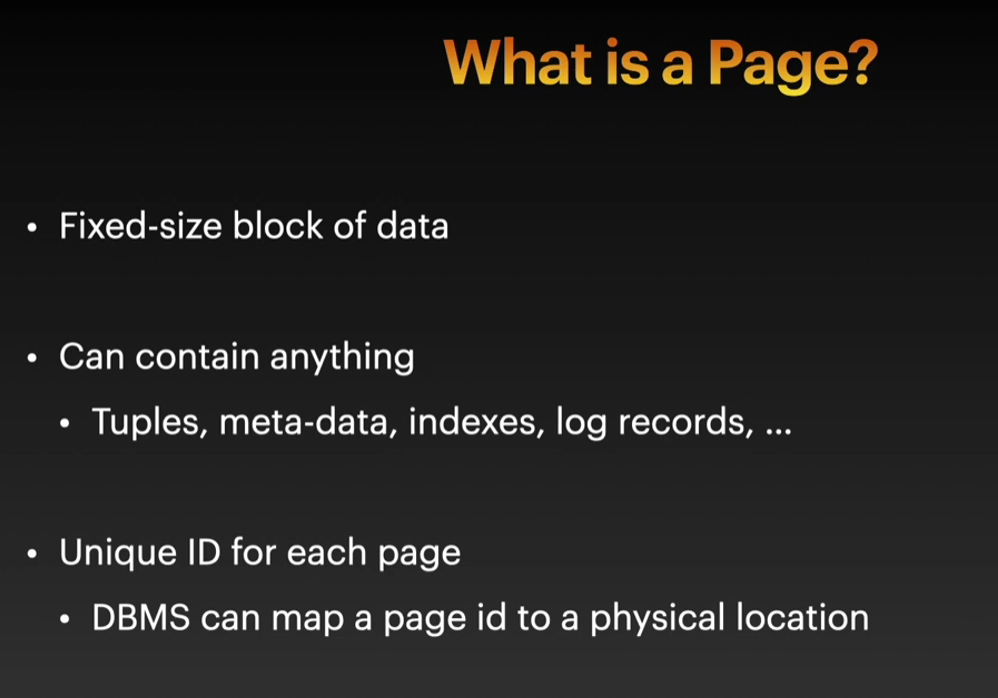 What is a Page?
• Fixed-size block of data
• Can contain anything
• Tuples, meta-data, indexes, log records, ...
• Unique ID for each page
• DBMS can map a page id to a physical location